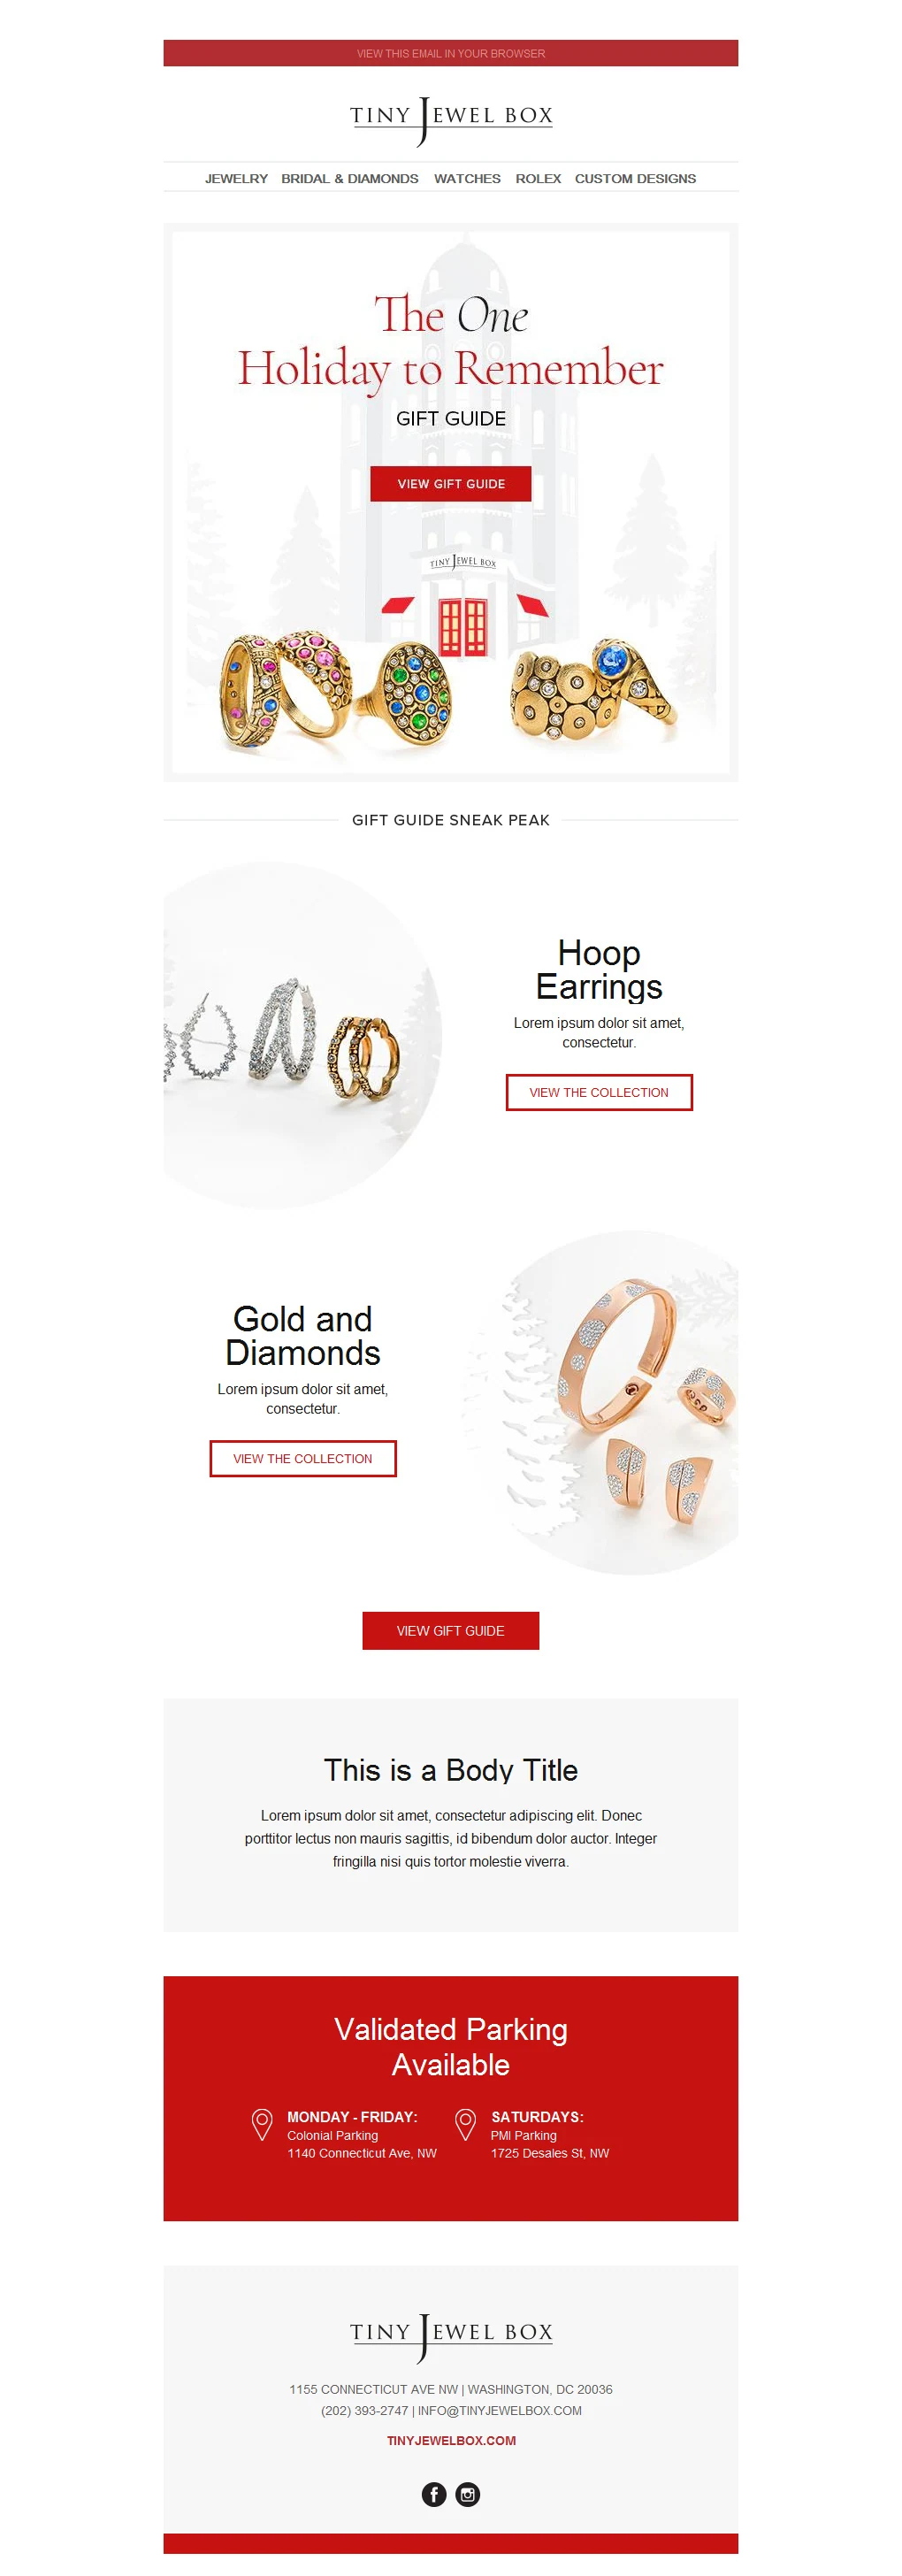 VIEW THIS EMAIL IN YOUR BROWSER
TINY JEWEL BOX
JEWELRY BRIDAL & DIAMONDS WATCHES ROLEX CUSTOM DESIGNS
The One
Holiday to Remember
GIFT GUIDE
VIEW GIFT GUIDE
TINY JEWEL BOX
GIFT GUIDE SNEAK PEAK
Hoop
Earrings
Lorem ipsum dolor sit amet,
consectetur.
VIEW THE COLLECTION
Gold and
Diamonds
Lorem ipsum dolor sit amet,
consectetur.
VIEW THE COLLECTION
VIEW GIFT GUIDE
This is a Body Title
Lorem ipsum dolor sit amet, consectetur adipiscing elit. Donec
porttitor lectus non mauris sagittis, id bibendum dolor auctor. Integer
fringilla nisi quis tortor molestie viverra.
Validated Parking
Available
MONDAY - FRIDAY:
Colonial Parking
1140 Connecticut Ave, NW
SATURDAYS:
PMI Parking
1725 Desales St, NW
TINY JEWEL BOX
1155 CONNECTICUT AVE NW | WASHINGTON, DC 20036
(202) 393-2747 | INFO@TINYJEWELBOX.COM
TINYJEWELBOX.COM